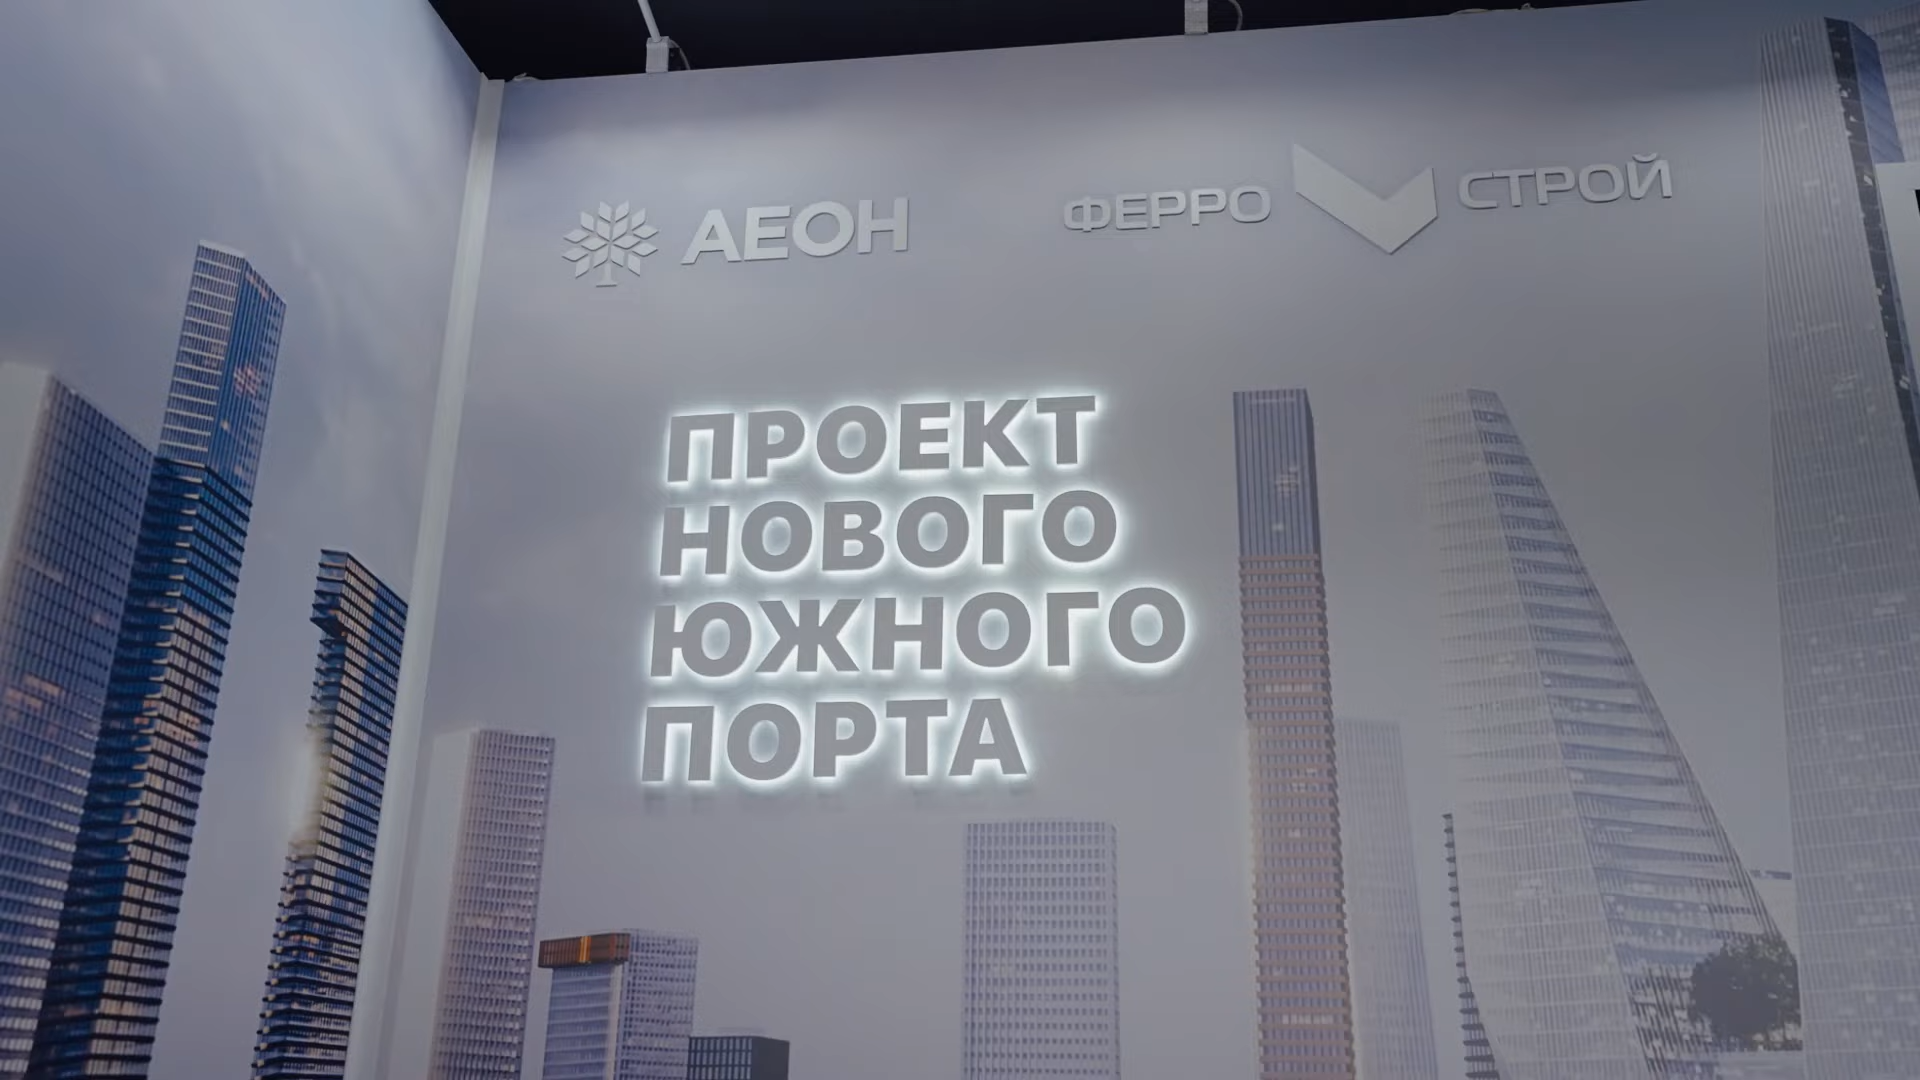 АЕОН
ФЕРРО СТРОЙ
ПРОЕКТ
НОВОГО
ЮЖНОГО
ПОРТА